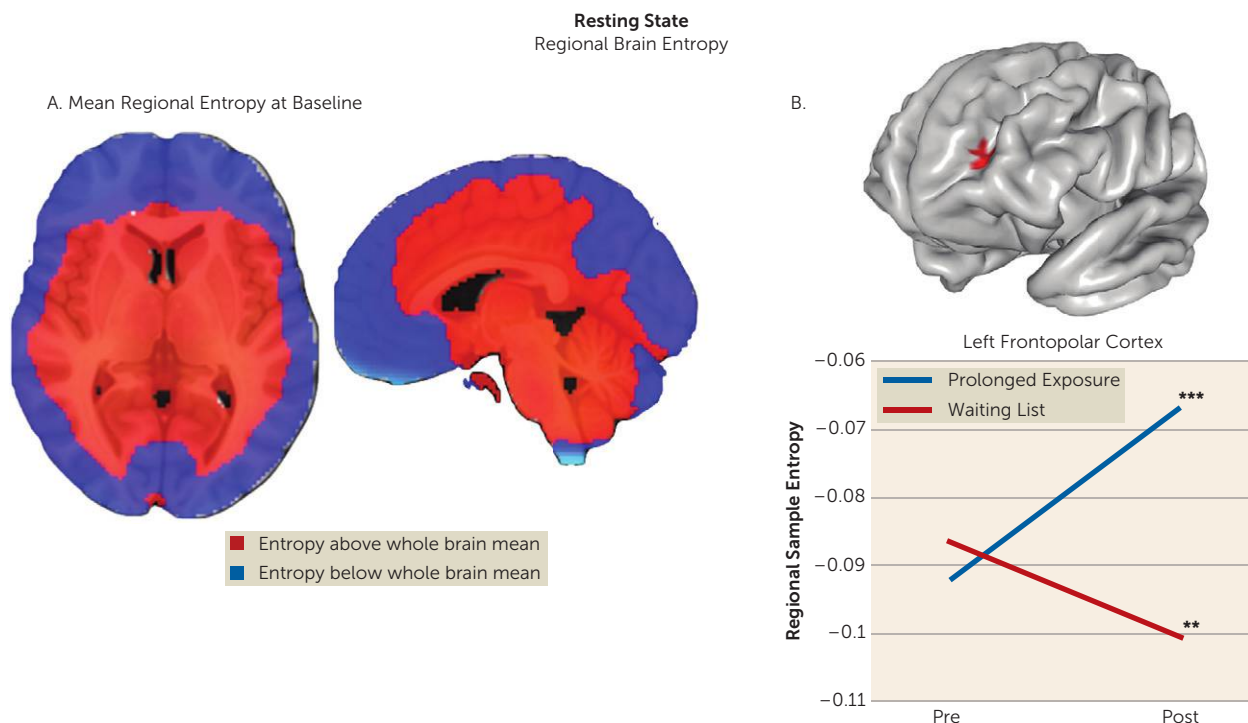 Resting State
Regional Brain Entropy
A. Mean Regional Entropy at Baseline
Entropy above whole brain mean
Entropy below whole brain mean
B.
Left Frontopolar Cortex
Regional Sample Entropy
−0.06
−0.07
−0.08
−0.09
−0.1
−0.11
Prolonged Exposure
Waiting List
***
**
Pre
Post